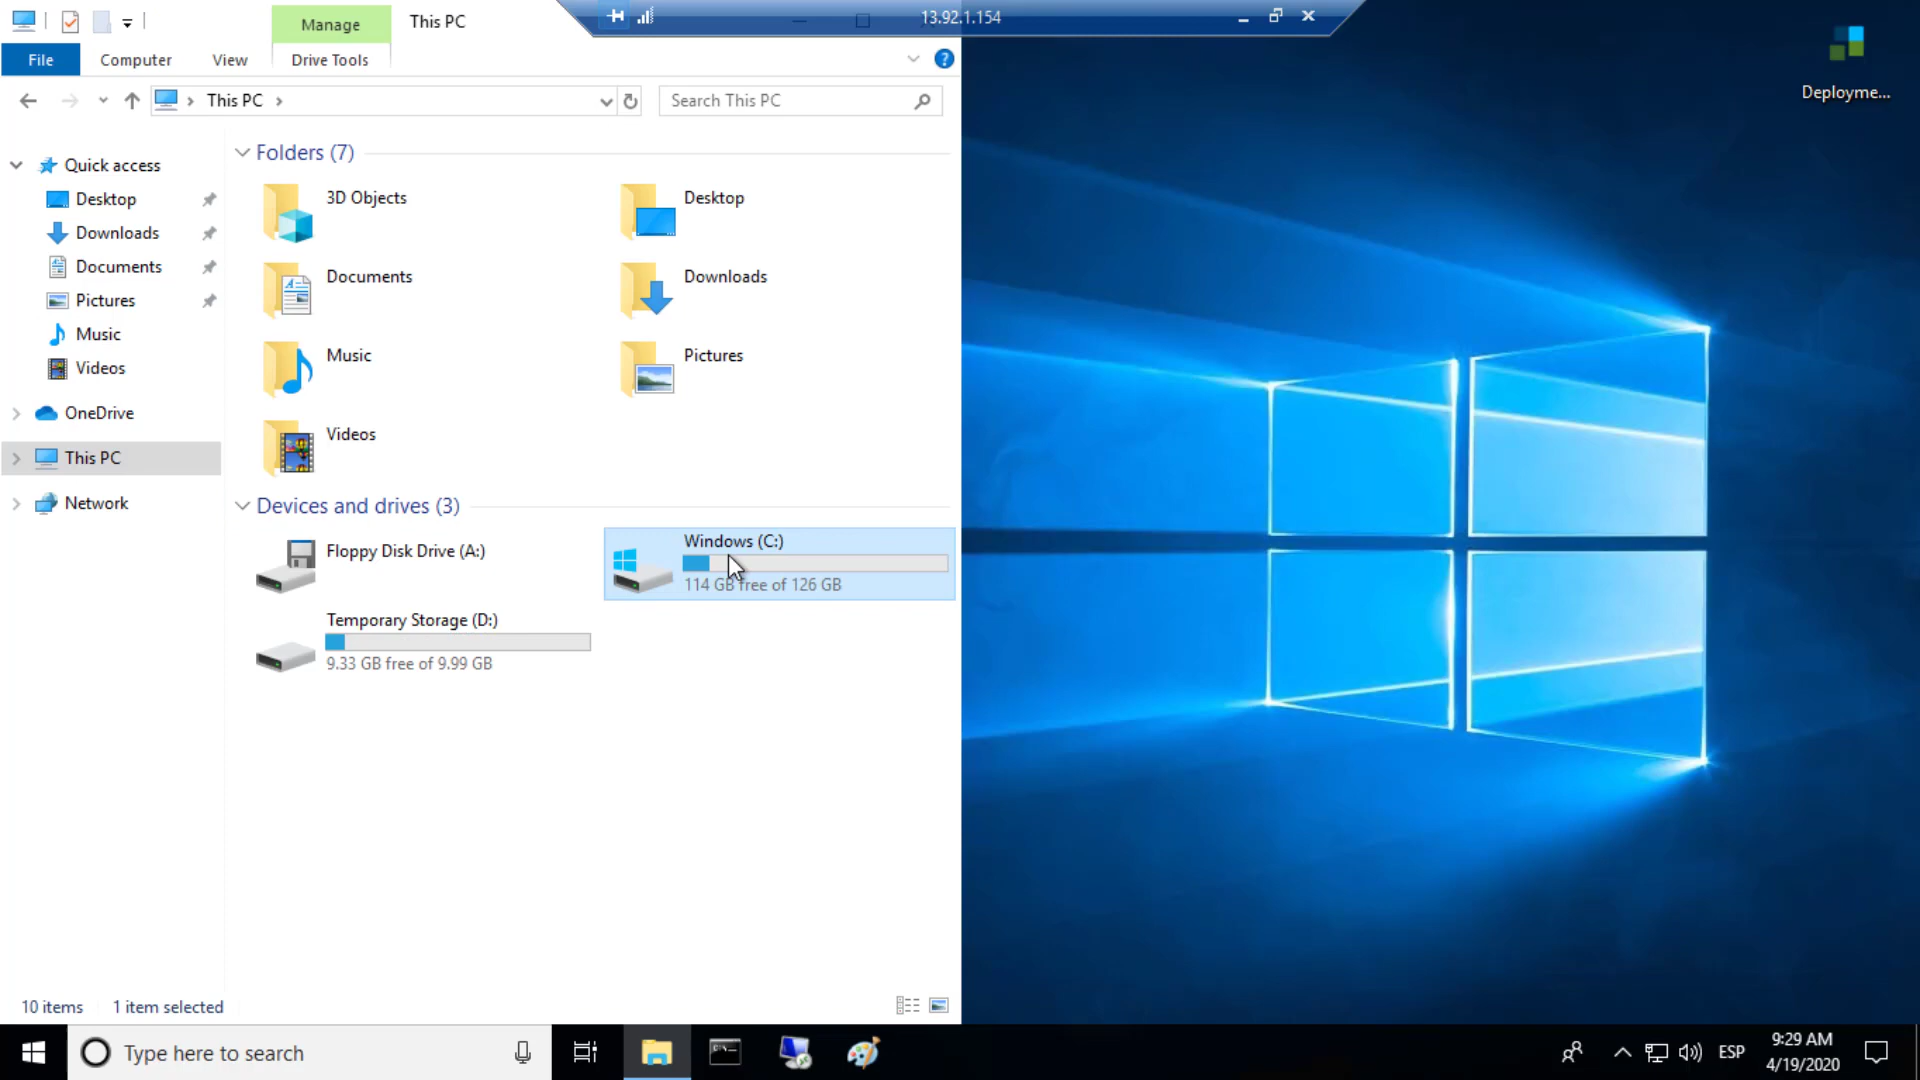 Manage
This PC
13.92.1.154
File
Computer
View
Drive Tools
This PC
Search This PC
Deployme...
Quick access
Desktop
Downloads
Documents
Pictures
Music
Videos
OneDrive
This PC
Network
Folders (7)
3D Objects
Desktop
Documents
Downloads
Music
Pictures
Videos
Devices and drives (3)
Floppy Disk Drive (A:)
Windows (C:)
114 GB free of 126 GB
Temporary Storage (D:)
9.33 GB free of 9.99 GB
10 items
1 item selected
Type here to search
ESP
9:29 AM
4/19/2020